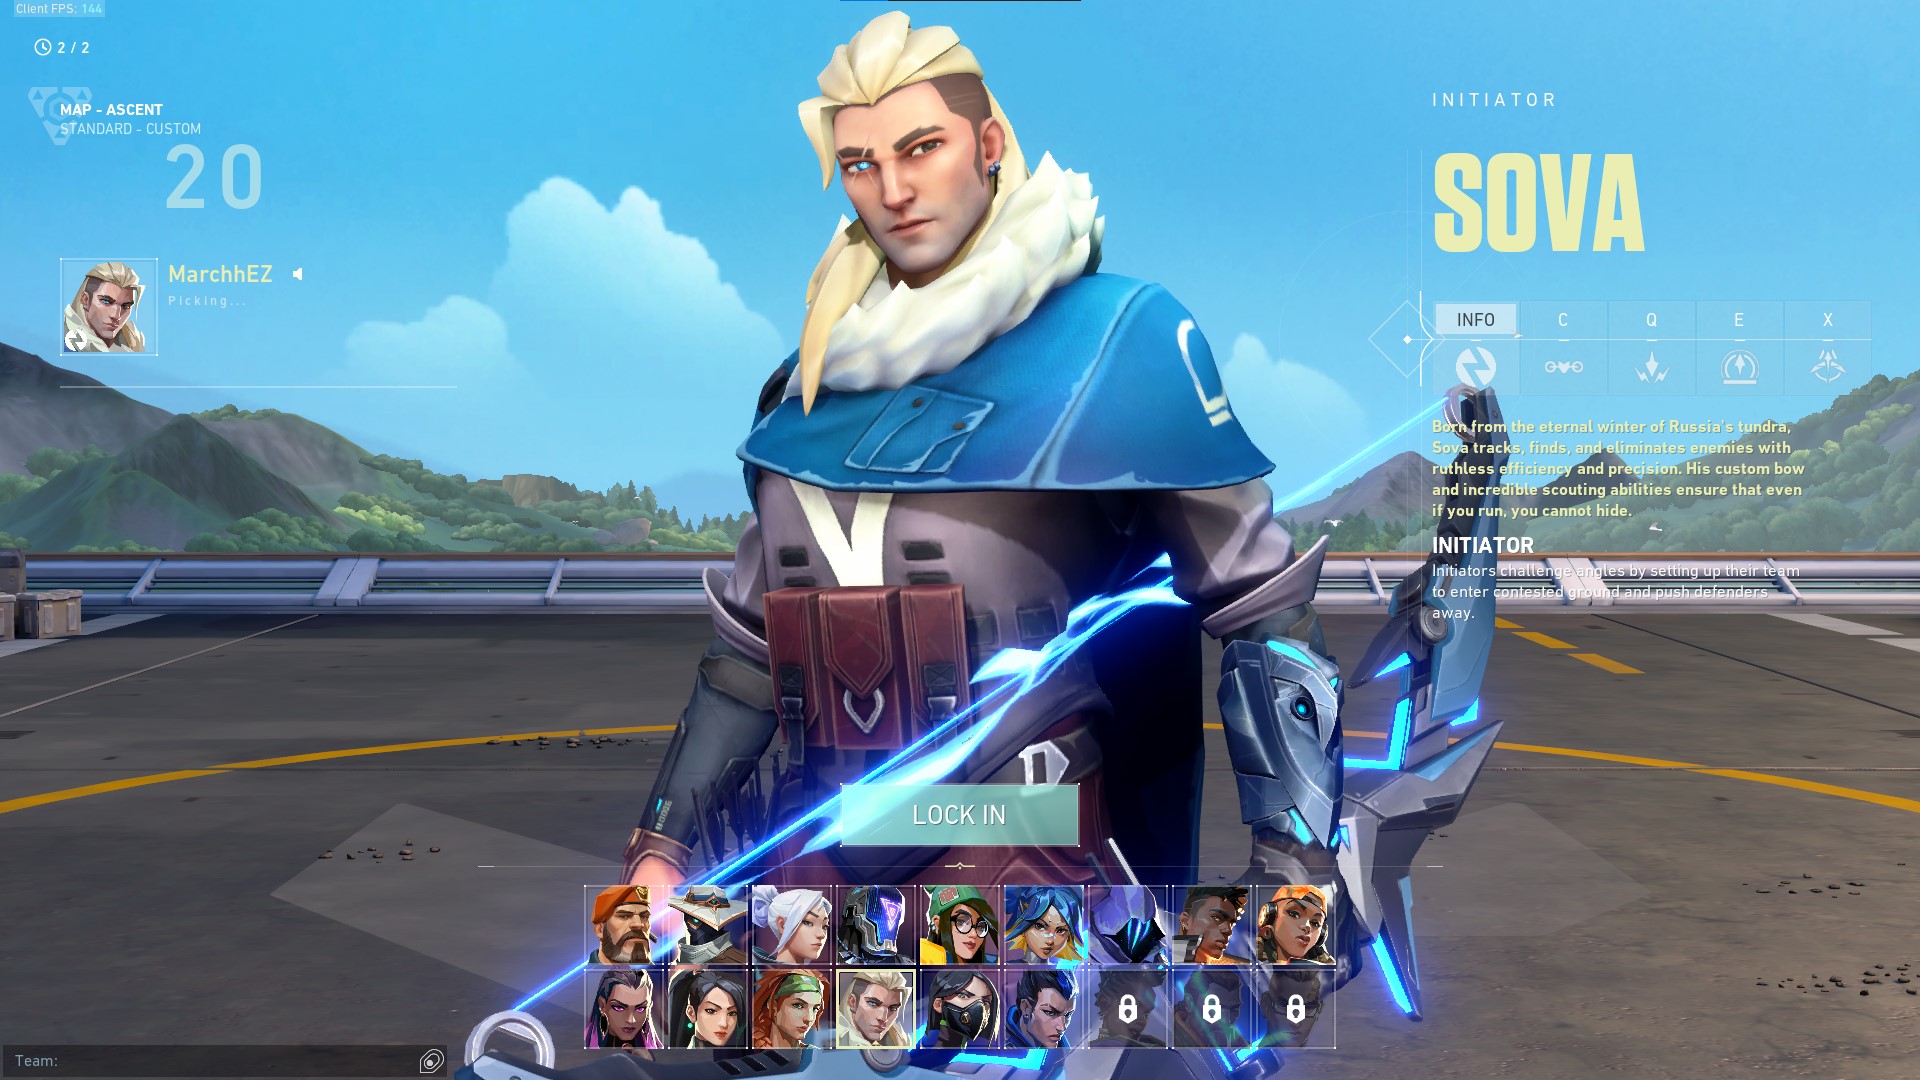 Client FPS: 144
2 / 2
MAP - ASCENT
STANDARD - CUSTOM
20
MarchhEZ
Picking...
INITIATOR
SOVA
INFO
C
Q
E
X
Born from the eternal winter of Russia's tundra,
Sova tracks, finds, and eliminates enemies with
ruthless efficiency and precision. His custom bow
and incredible scouting abilities ensure that even
if you run, you cannot hide.
INITIATOR
Initiators challenge angles by setting up their team
to enter contested ground and push defenders
away.
LOCK IN
Team: